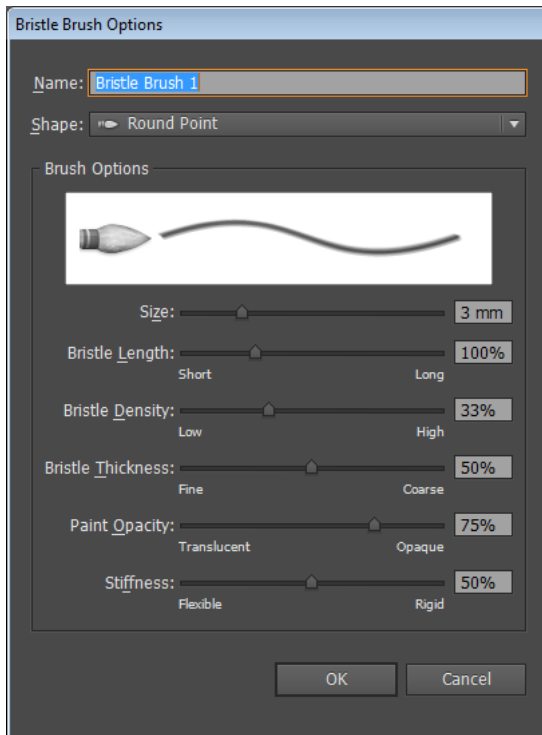 Bristle Brush Options
Name: Bristle Brush 1
Shape: Round Point
Brush Options
Size: 3 mm
Bristle Length: 100%
Short Long
Bristle Density: 33%
Low High
Bristle Thickness: 50%
Fine Coarse
Paint Opacity: 75%
Translucent Opaque
Stiffness: 50%
Flexible Rigid
OK Cancel